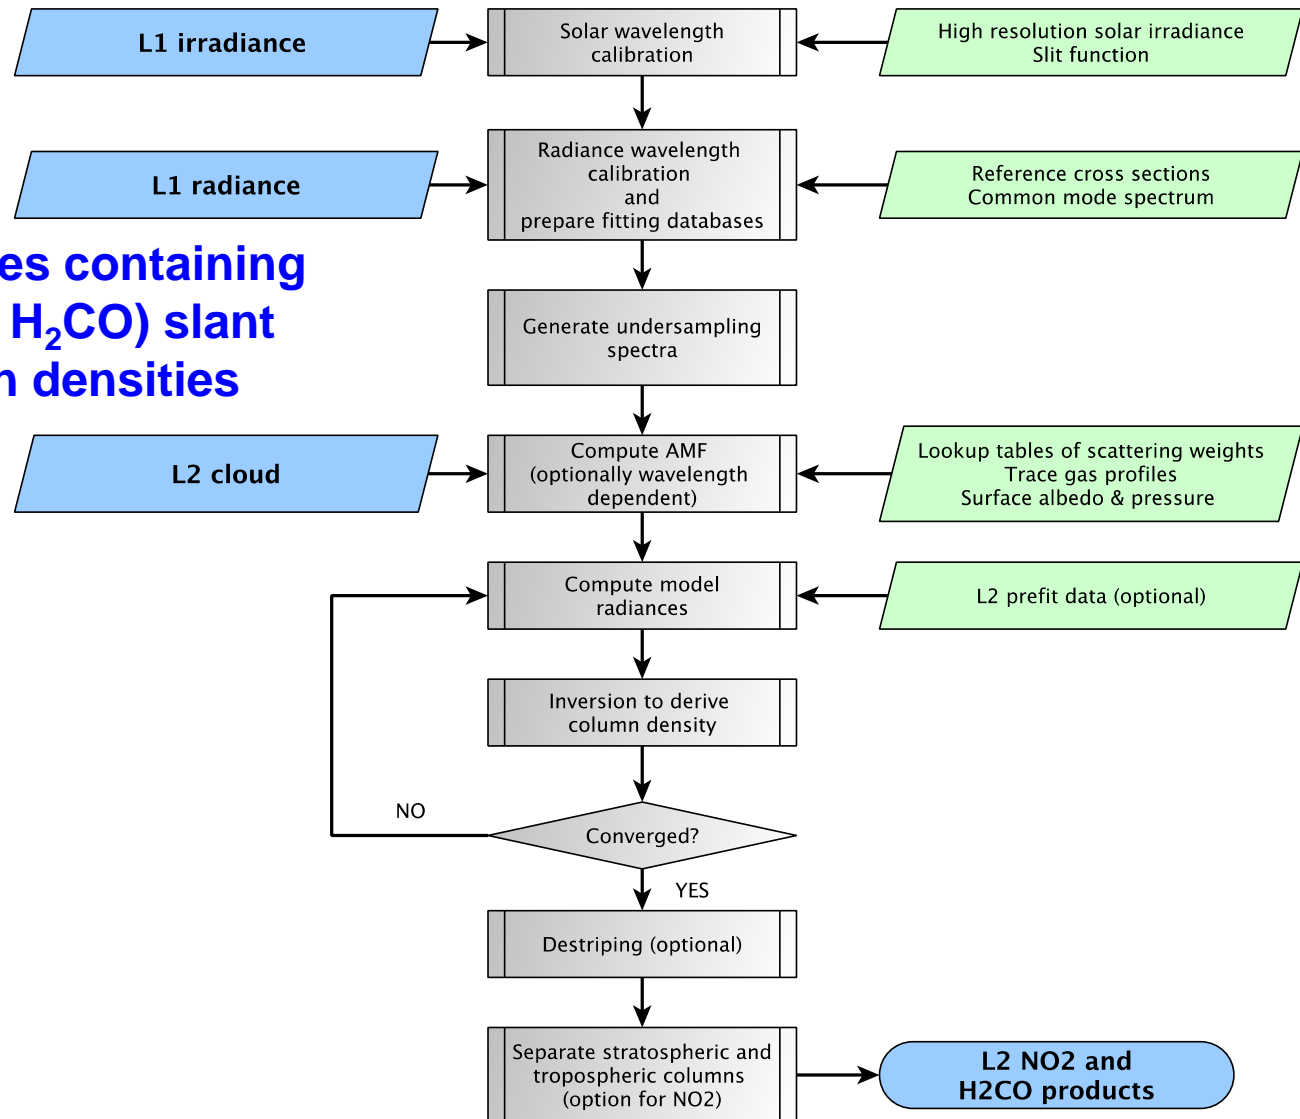 L1 irradiance
Solar wavelength
calibration
High resolution solar irradiance
Slit function
L1 radiance
Radiance wavelength
calibration
and
prepare fitting databases
Reference cross sections
Common mode spectrum
es containing
H₂CO) slant
n densities
Generate undersampling
spectra
L2 cloud
Compute AMF
(optionally wavelength
dependent)
Lookup tables of scattering weights
Trace gas profiles
Surface albedo & pressure
Compute model
radiances
L2 prefit data (optional)
Inversion to derive
column density
NO
Converged?
YES
Destriping (optional)
Separate stratospheric and
tropospheric columns
(option for NO2)
L2 NO2 and
H2CO products